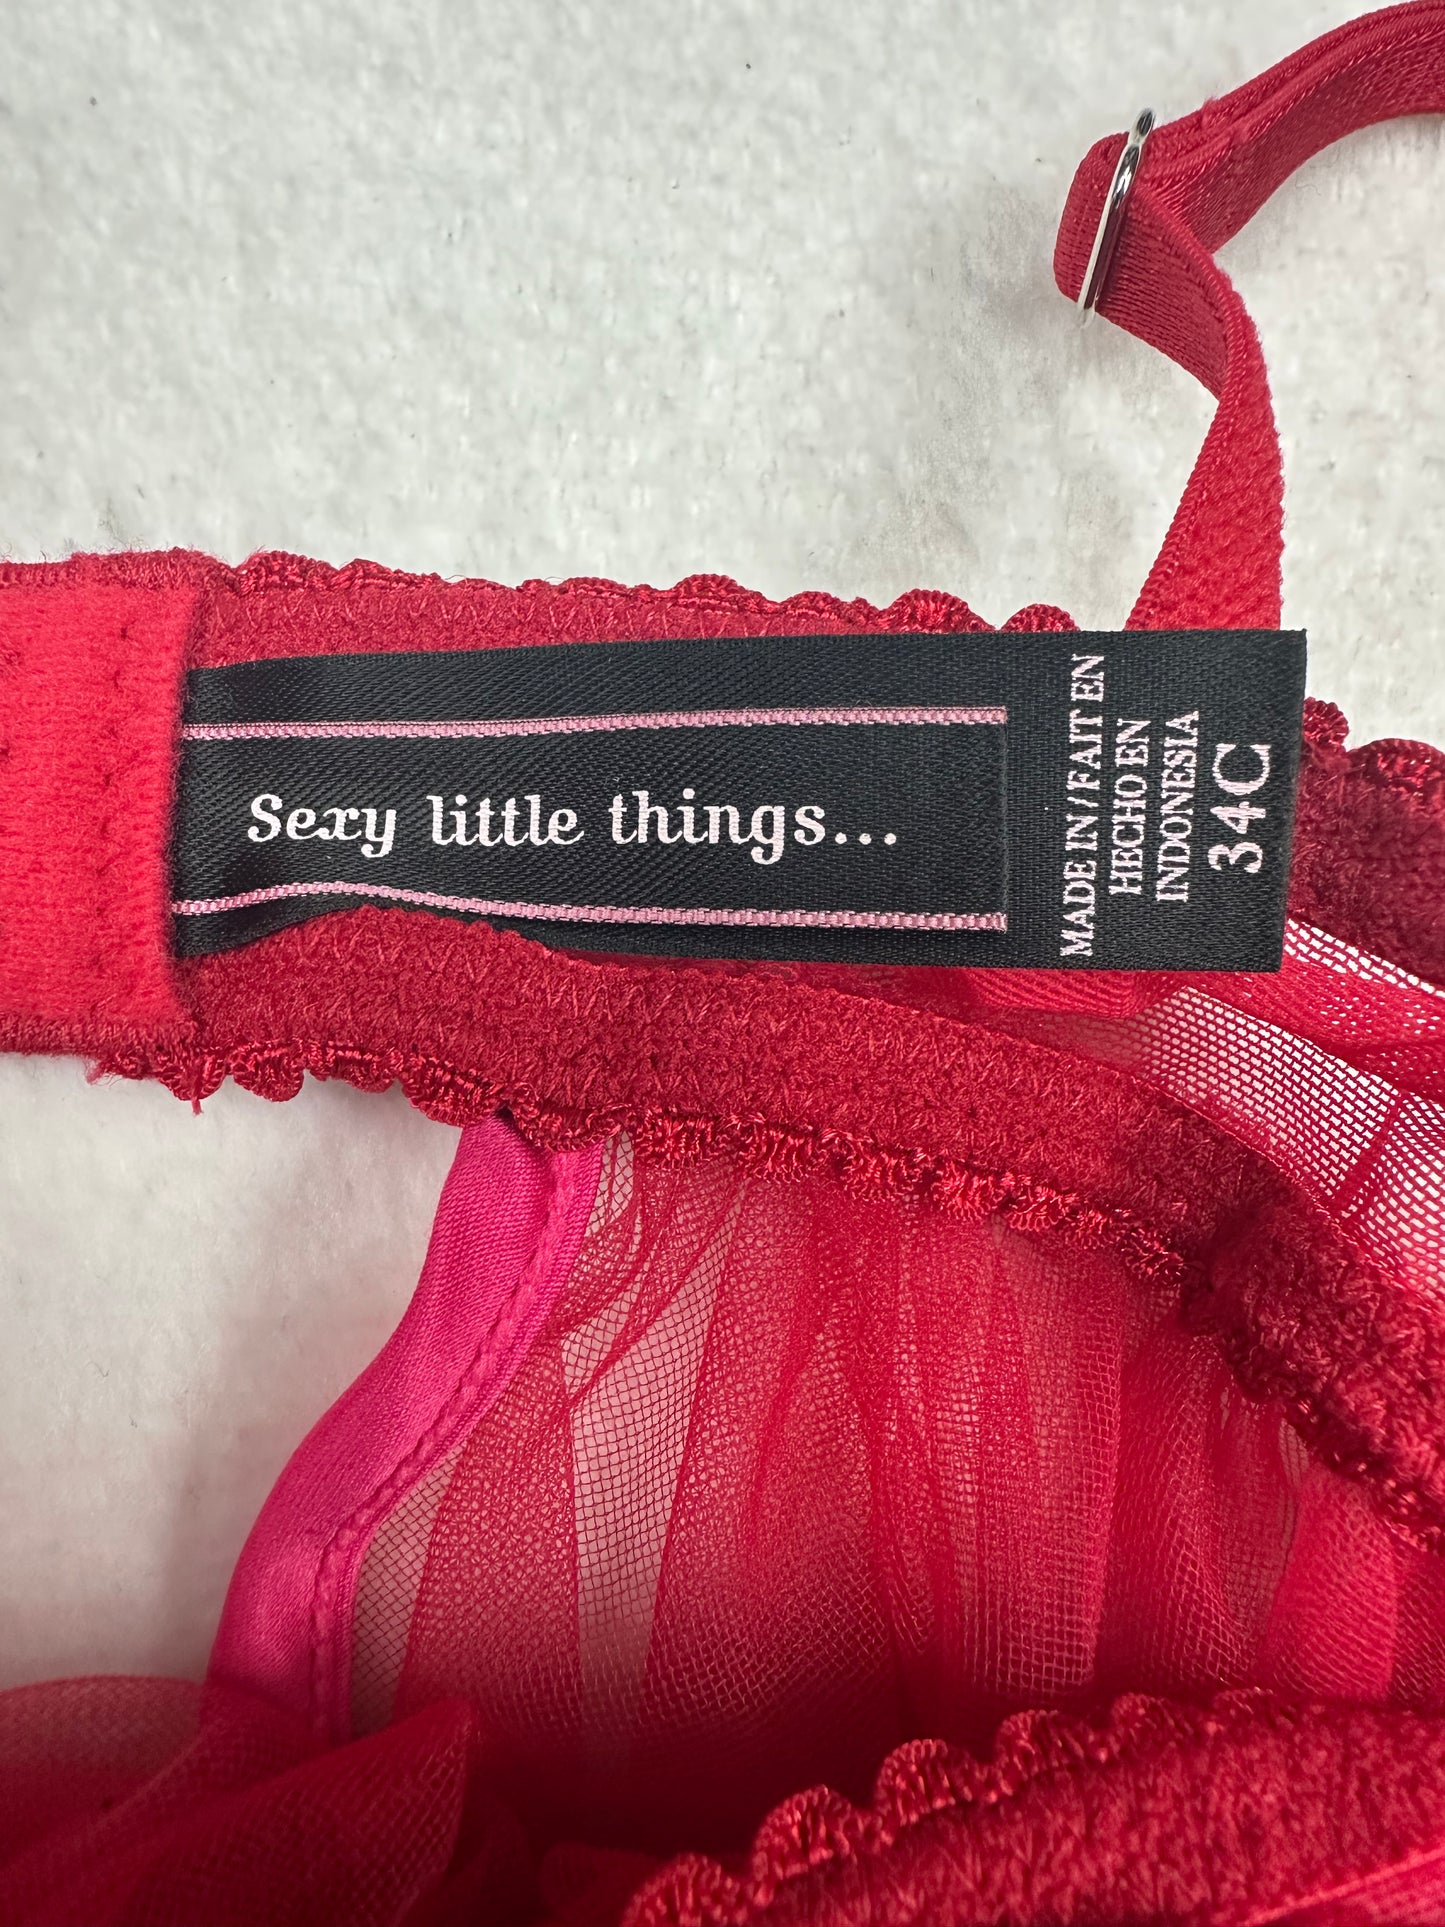 Sexy little things...
MADE IN / FAIT EN
HECHO EN
INDONESIA
34C